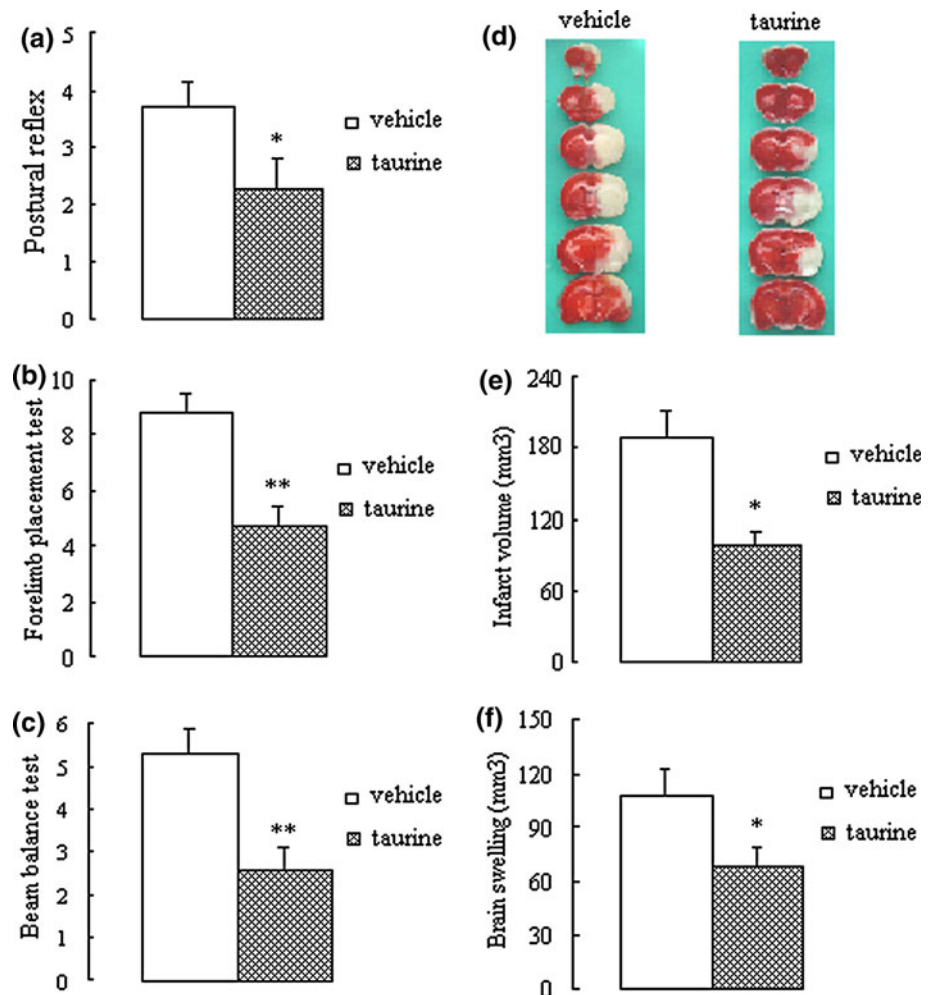 (a)
Postural reflex
5
4
3
2
1
0
*
vehicle
taurine
(b)
Forelimb placement test
10
8
6
4
2
0
**
vehicle
taurine
(c)
Beam balance test
6
5
4
3
2
1
0
**
vehicle
taurine
(d)
vehicle taurine
(e)
Infarct volume (mm3)
240
180
120
60
0
*
vehicle
taurine
(f)
Brain swelling (mm3)
150
120
90
60
30
0
*
vehicle
taurine